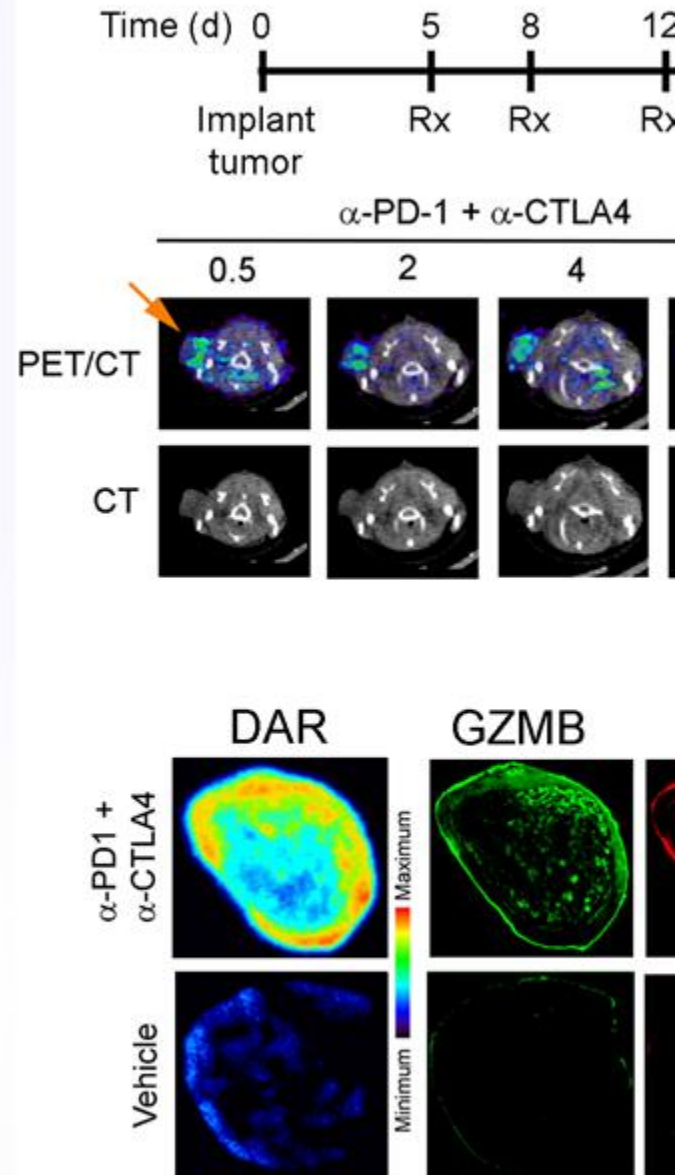 Time (d) 0 5 8 12
Implant tumor Rx Rx Rx
α-PD-1 + α-CTLA4
0.5 2 4
PET/CT
CT
DAR GZMB
α-PD1 +
α-CTLA4
Maximum
Minimum
Vehicle